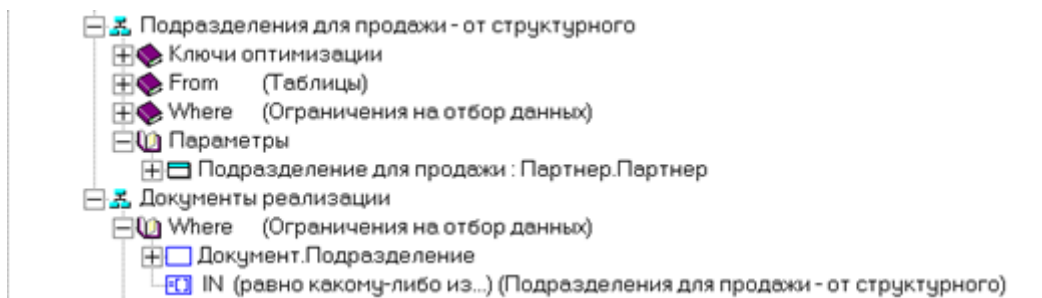 Подразделения для продажи - от структурного
Ключи оптимизации
From (Таблицы)
Where (Ограничения на отбор данных)
Параметры
Подразделение для продажи : Партнер.Партнер
Документы реализации
Where (Ограничения на отбор данных)
Документ.Подразделение
IN (равно какому-либо из...) (Подразделения для продажи - от структурного)